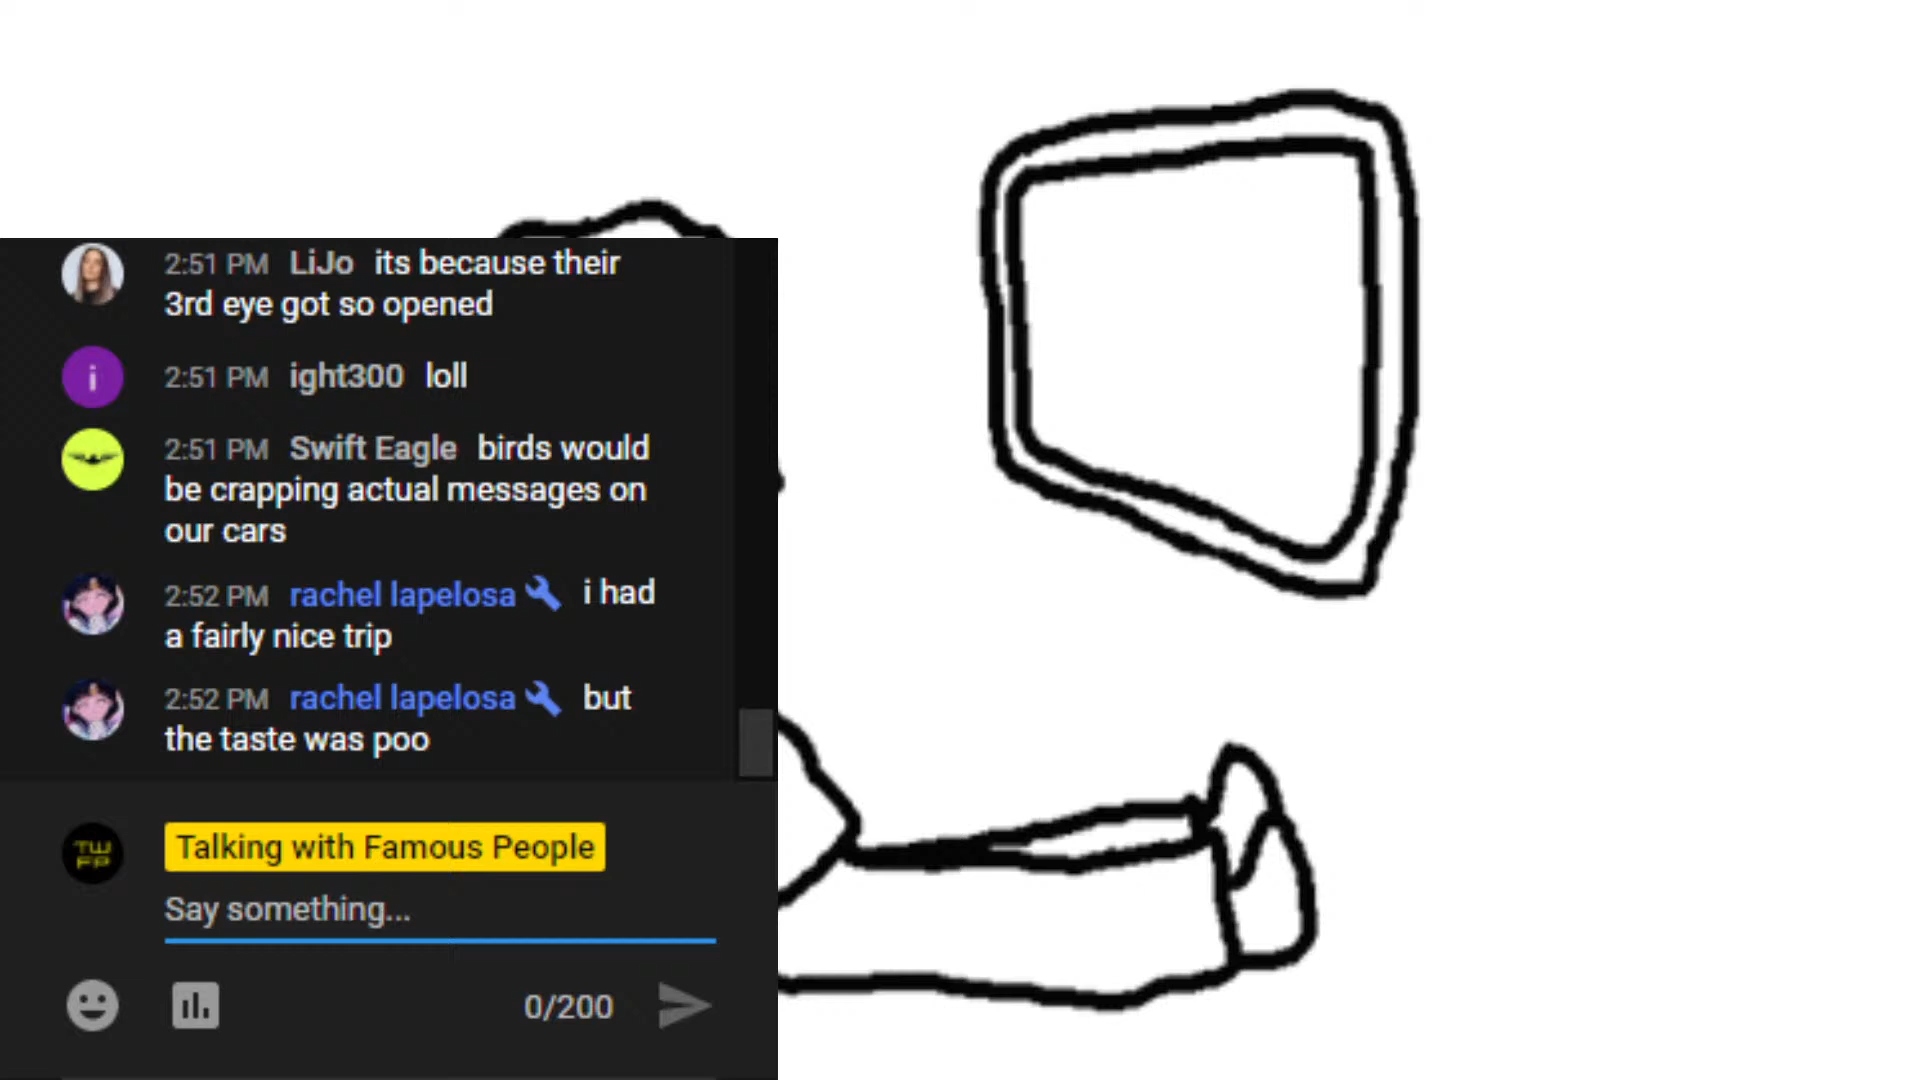 2:51 PM LiJo its because their
3rd eye got so opened
i
2:51 PM ight300 loll
2:51 PM Swift Eagle birds would
be crapping actual messages on
our cars
2:52 PM rachel lapelosa i had
a fairly nice trip
2:52 PM rachel lapelosa but
the taste was poo
TW
FP
Talking with Famous People
Say something...
0/200